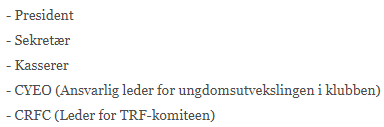 - President
- Sekretær
- Kasserer
- CYEO (Ansvarlig leder for ungdomsutvekslingen i klubben)
- CRFC (Leder for TRF-komiteen)